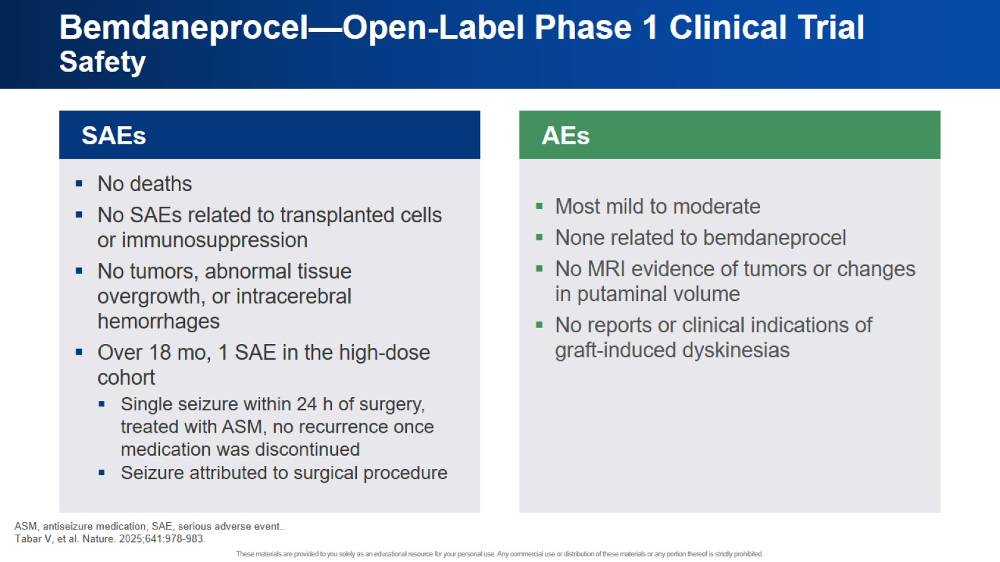 Bemdaneprocel—Open-Label Phase 1 Clinical Trial
Safety
SAEs
▪ No deaths
▪ No SAEs related to transplanted cells
or immunosuppression
▪ No tumors, abnormal tissue
overgrowth, or intracerebral
hemorrhages
▪ Over 18 mo, 1 SAE in the high-dose
cohort
▪ Single seizure within 24 h of surgery,
treated with ASM, no recurrence once
medication was discontinued
▪ Seizure attributed to surgical procedure
AEs
▪ Most mild to moderate
▪ None related to bemdaneprocel
▪ No MRI evidence of tumors or changes
in putaminal volume
▪ No reports or clinical indications of
graft-induced dyskinesias
ASM, antiseizure medication; SAE, serious adverse event..
Tabar V, et al. Nature. 2025;641:978-983.
These materials are provided to you solely as an educational resource for your personal use. Any commercial use or distribution of these materials or any portion thereof is strictly prohibited.